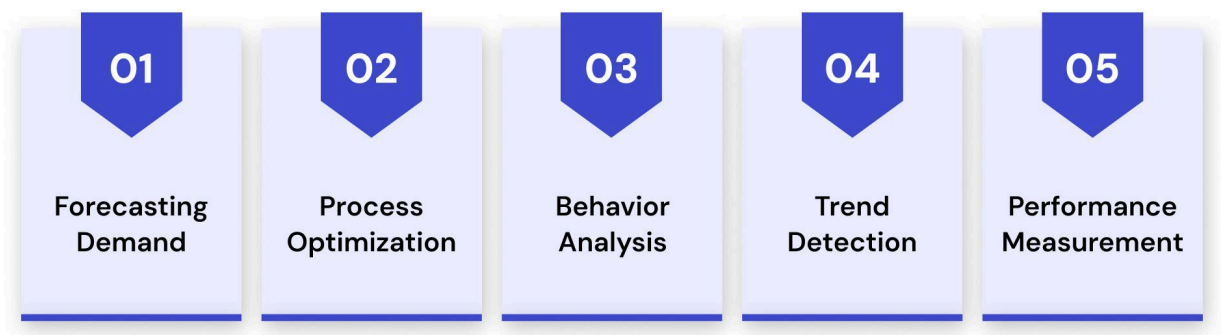 01
Forecasting
Demand
02
Process
Optimization
03
Behavior
Analysis
04
Trend
Detection
05
Performance
Measurement